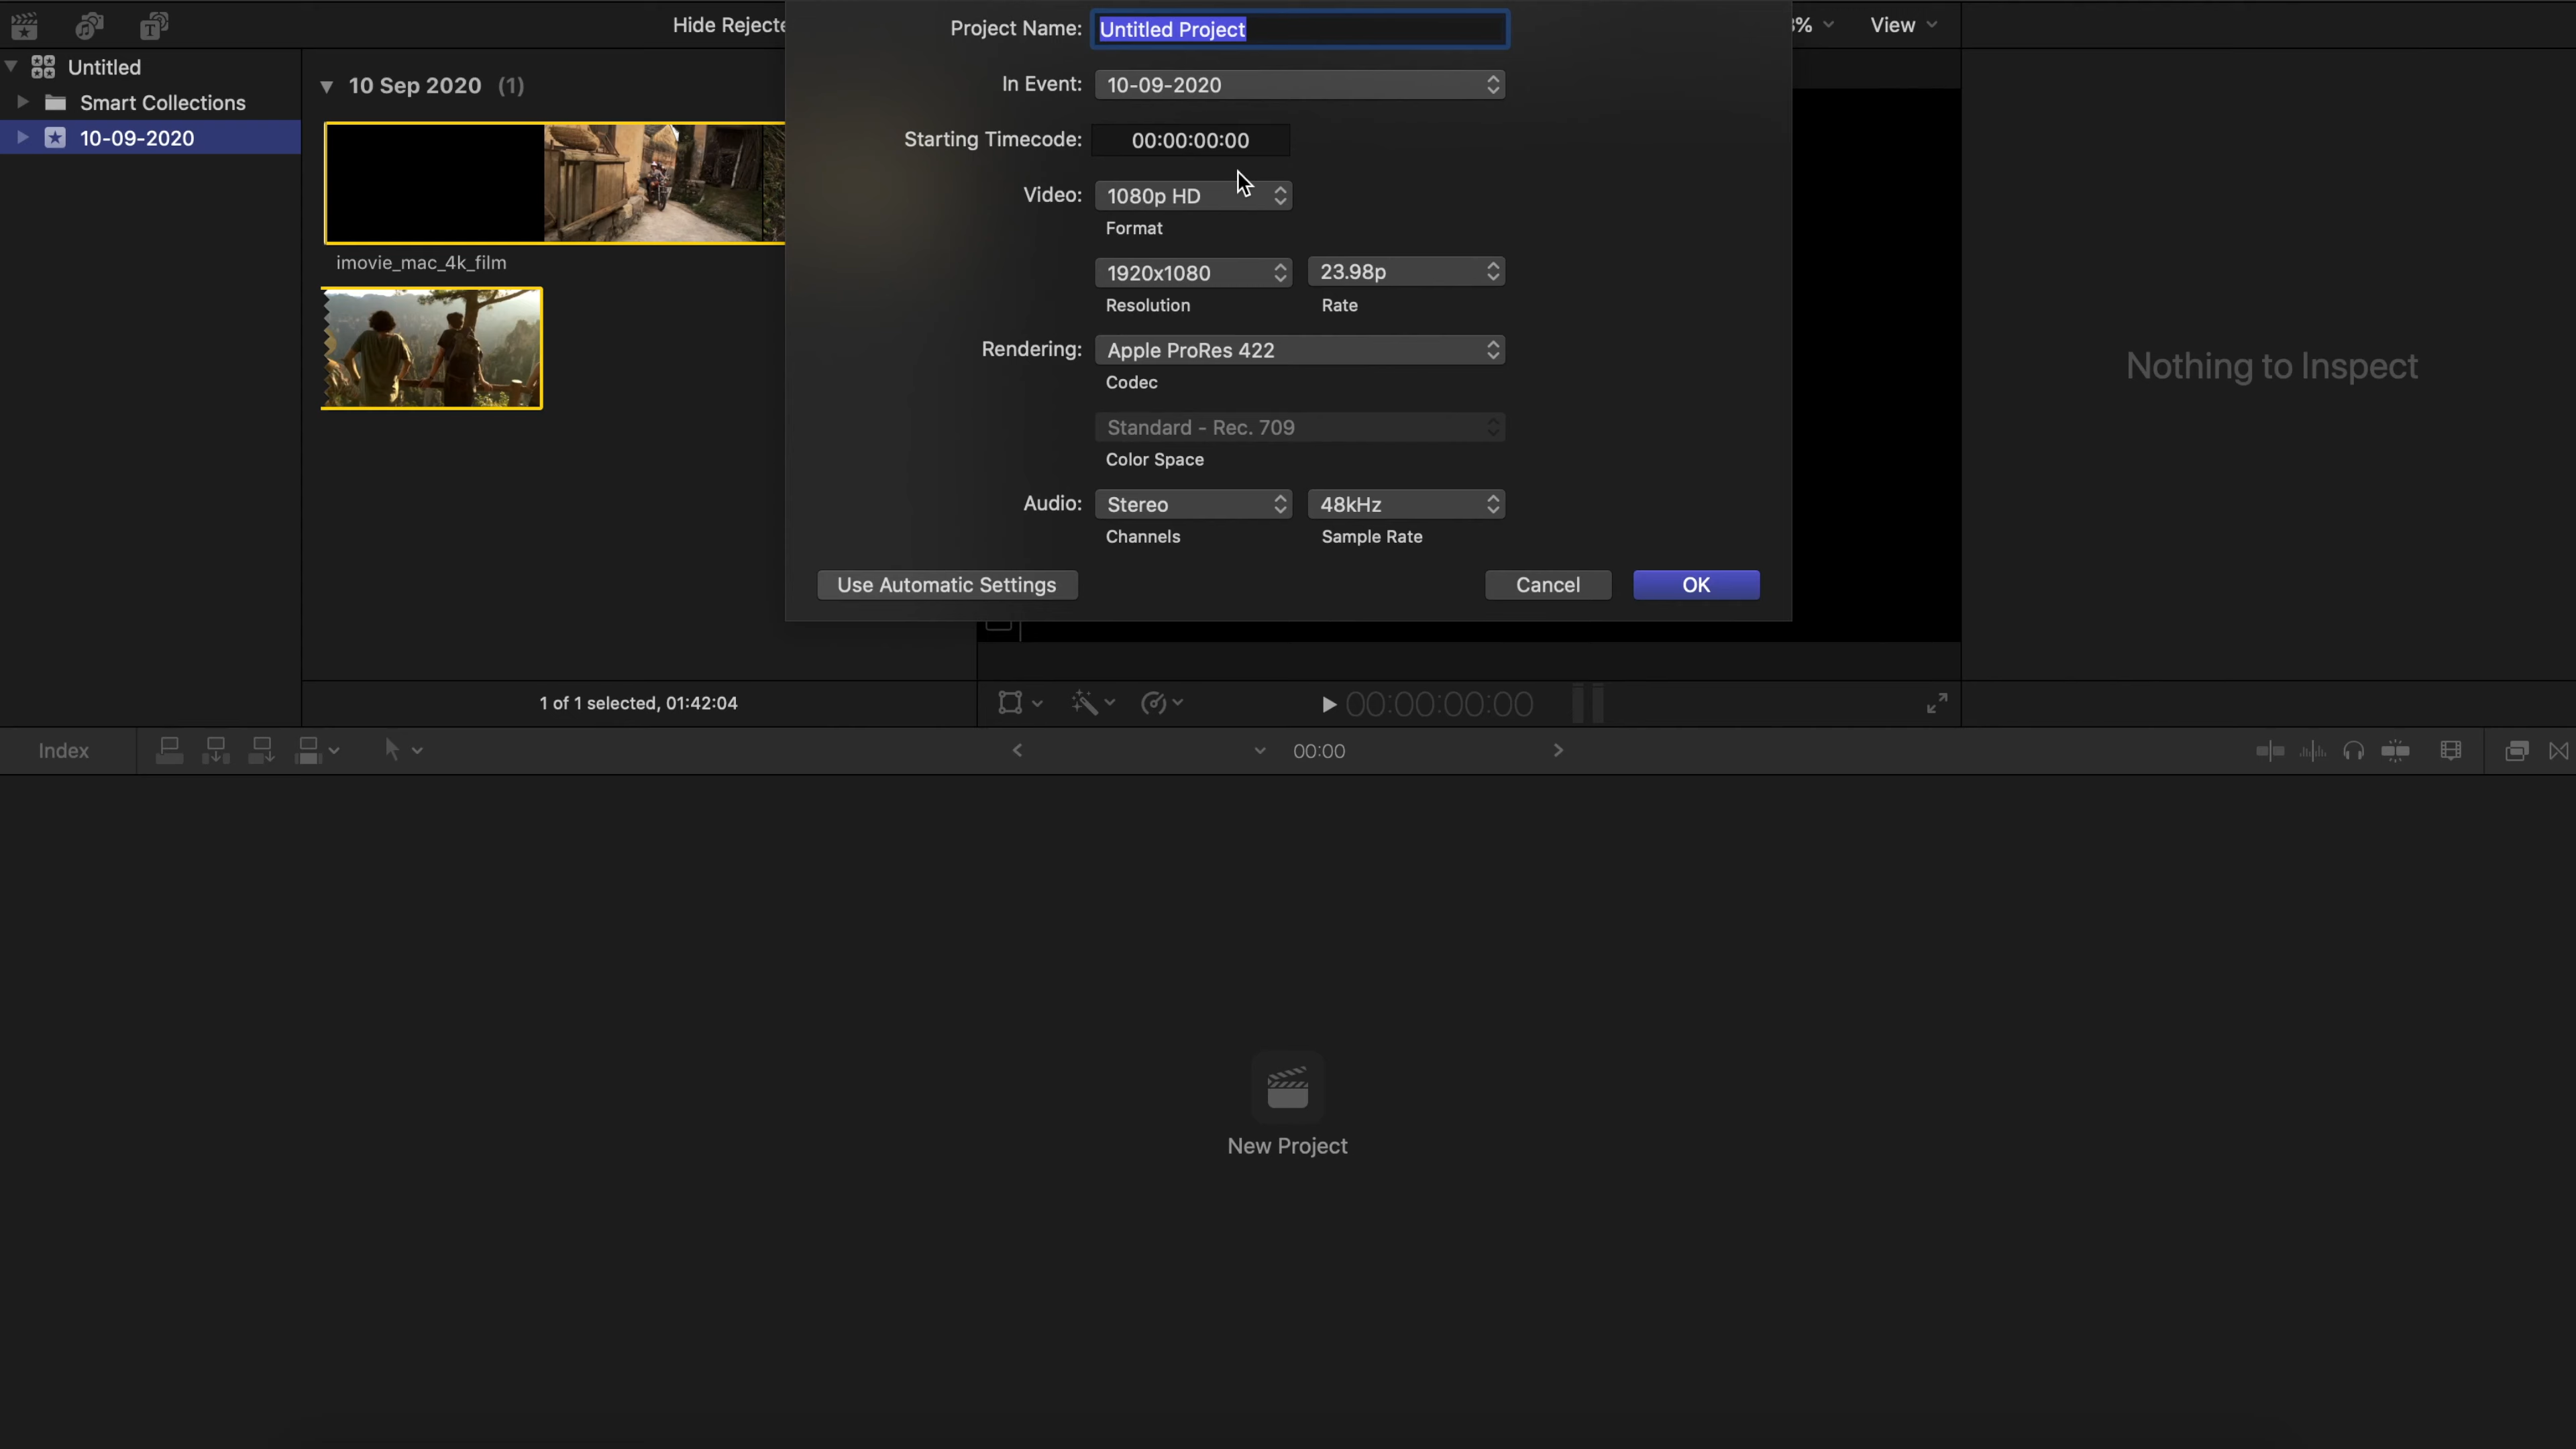 Hide Rejecte
Project Name: Untitled Project
% View
Untitled
Smart Collections
10-09-2020
10 Sep 2020 (1)
In Event: 10-09-2020
Starting Timecode: 00:00:00:00
Video: 1080p HD
Format
imovie_mac_4k_film
1920x1080 23.98p
Resolution Rate
Rendering: Apple ProRes 422
Codec
Nothing to Inspect
Standard - Rec. 709
Color Space
Audio: Stereo 48kHz
Channels Sample Rate
Use Automatic Settings Cancel OK
1 of 1 selected, 01:42:04
00:00:00:00
Index
00:00
New Project